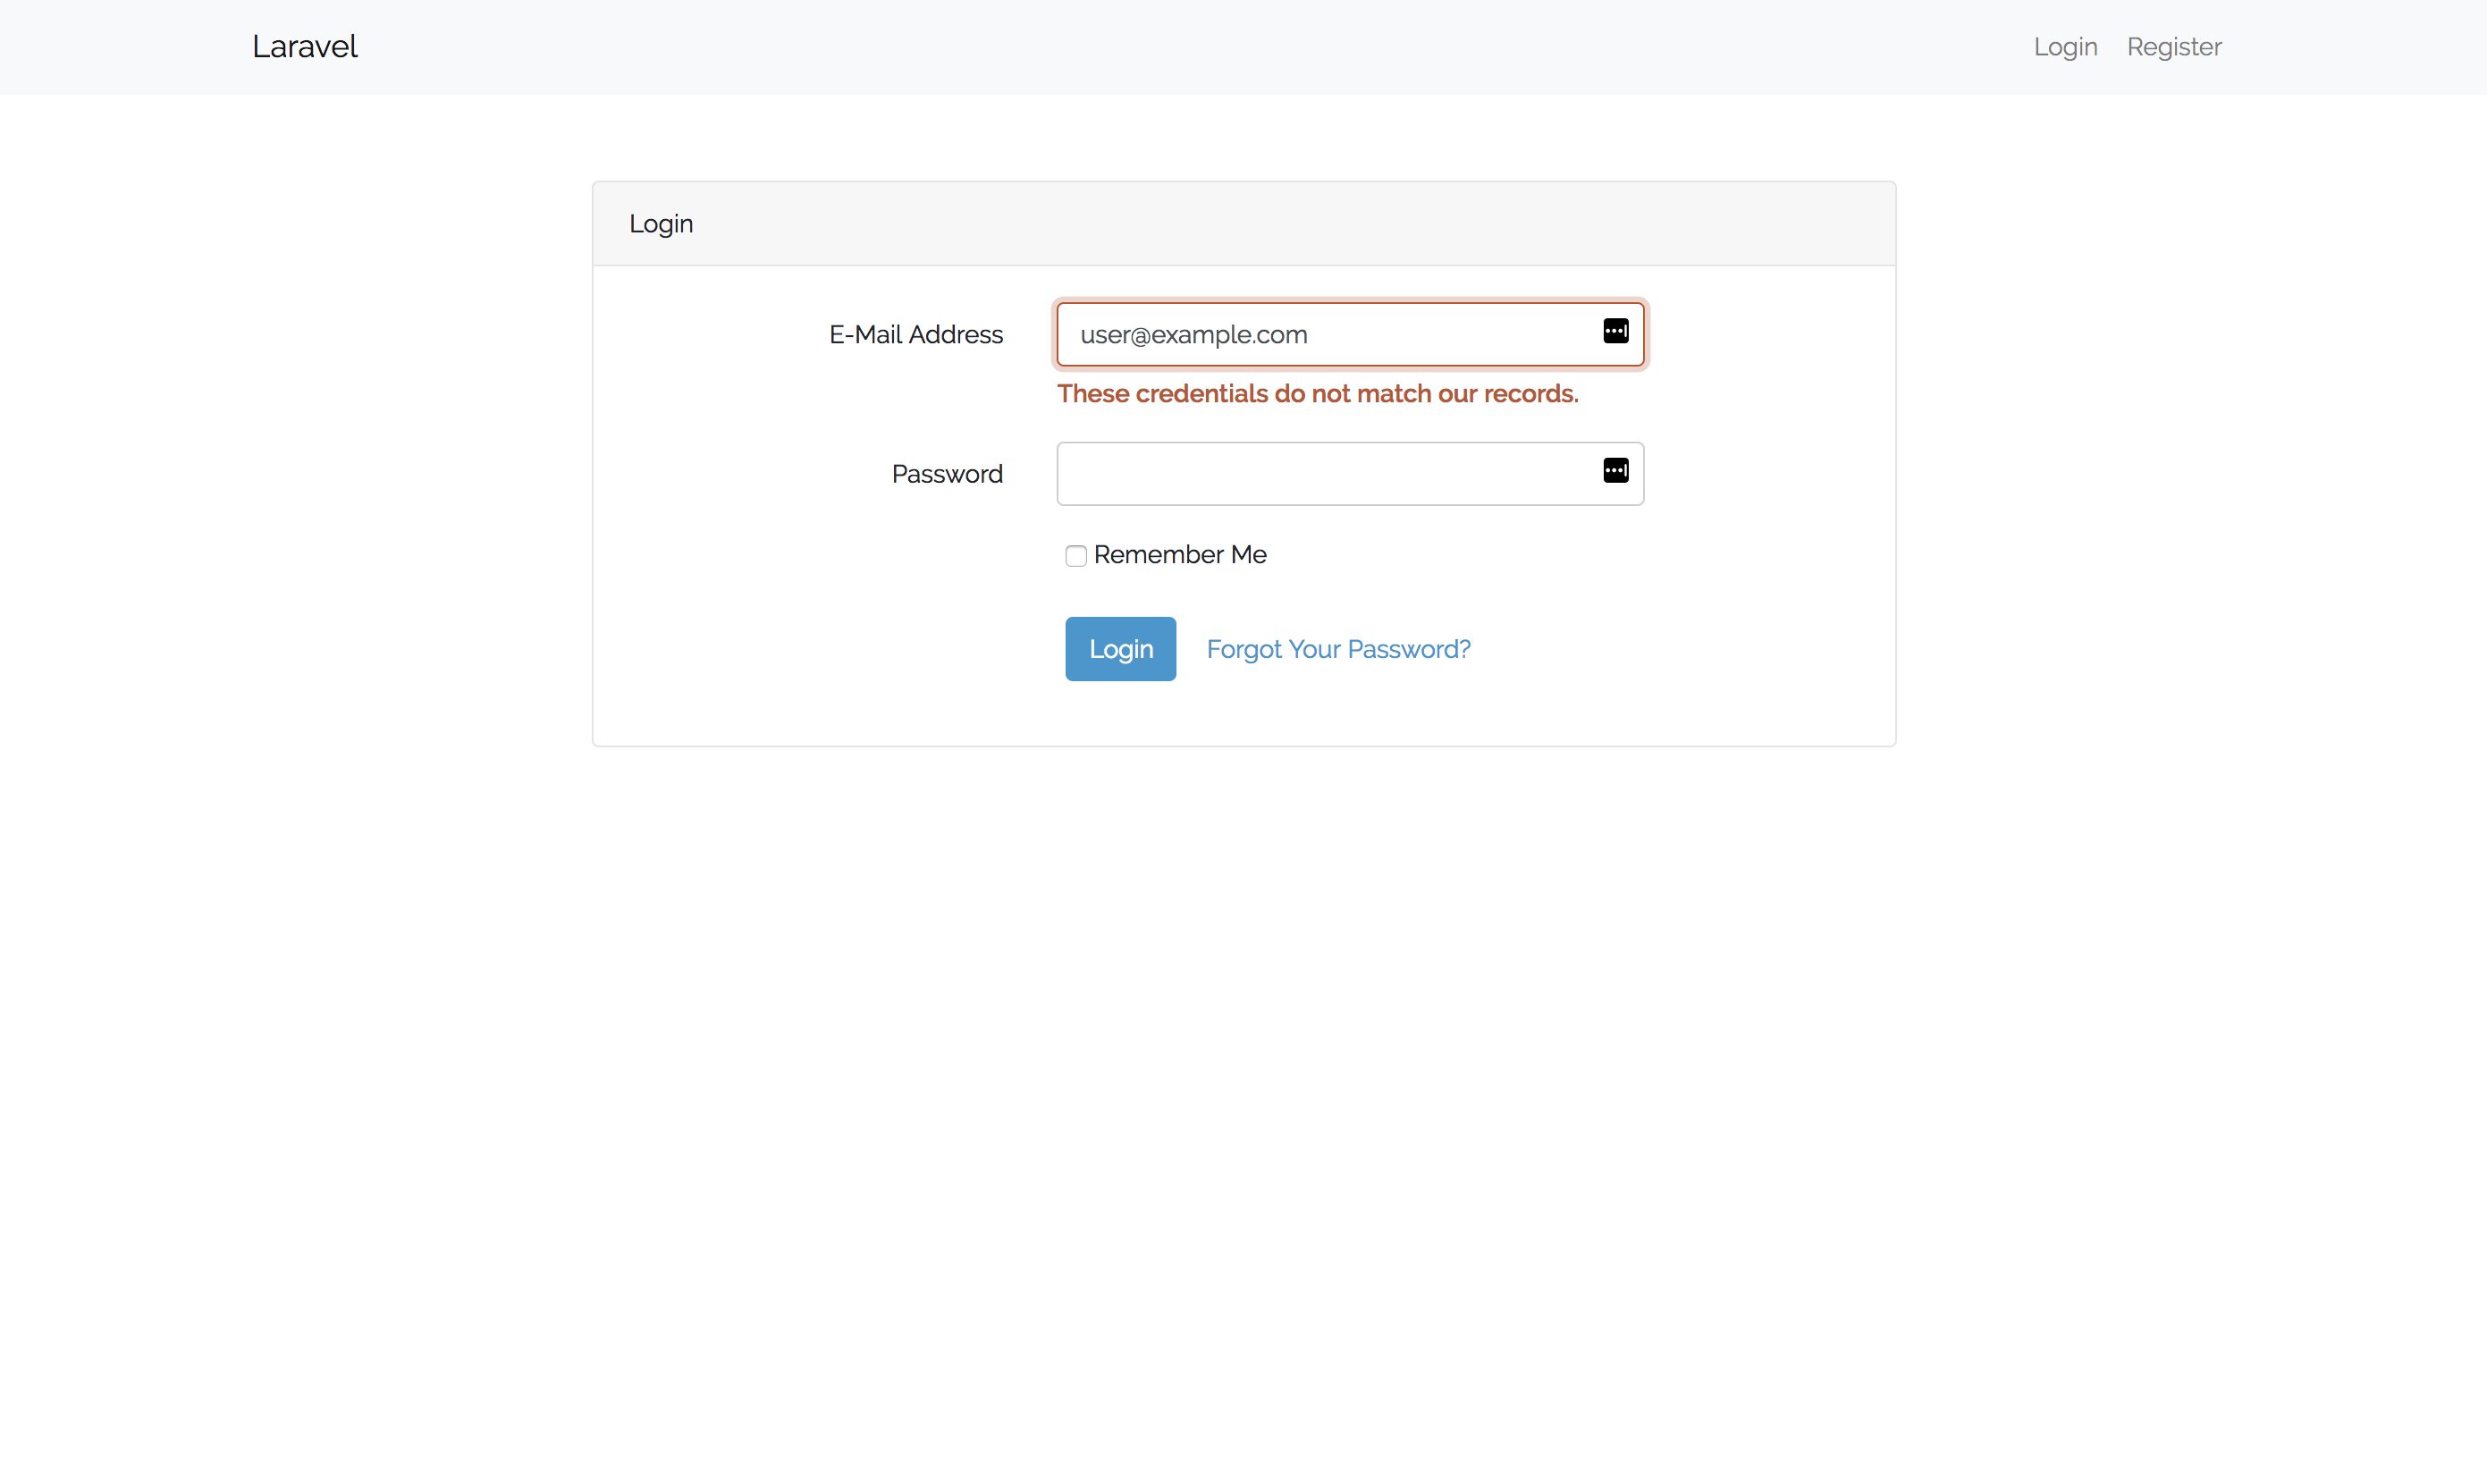 Laravel Login Register
Login
E-Mail Address user@example.com
These credentials do not match our records.
Password
Remember Me
Login Forgot Your Password?